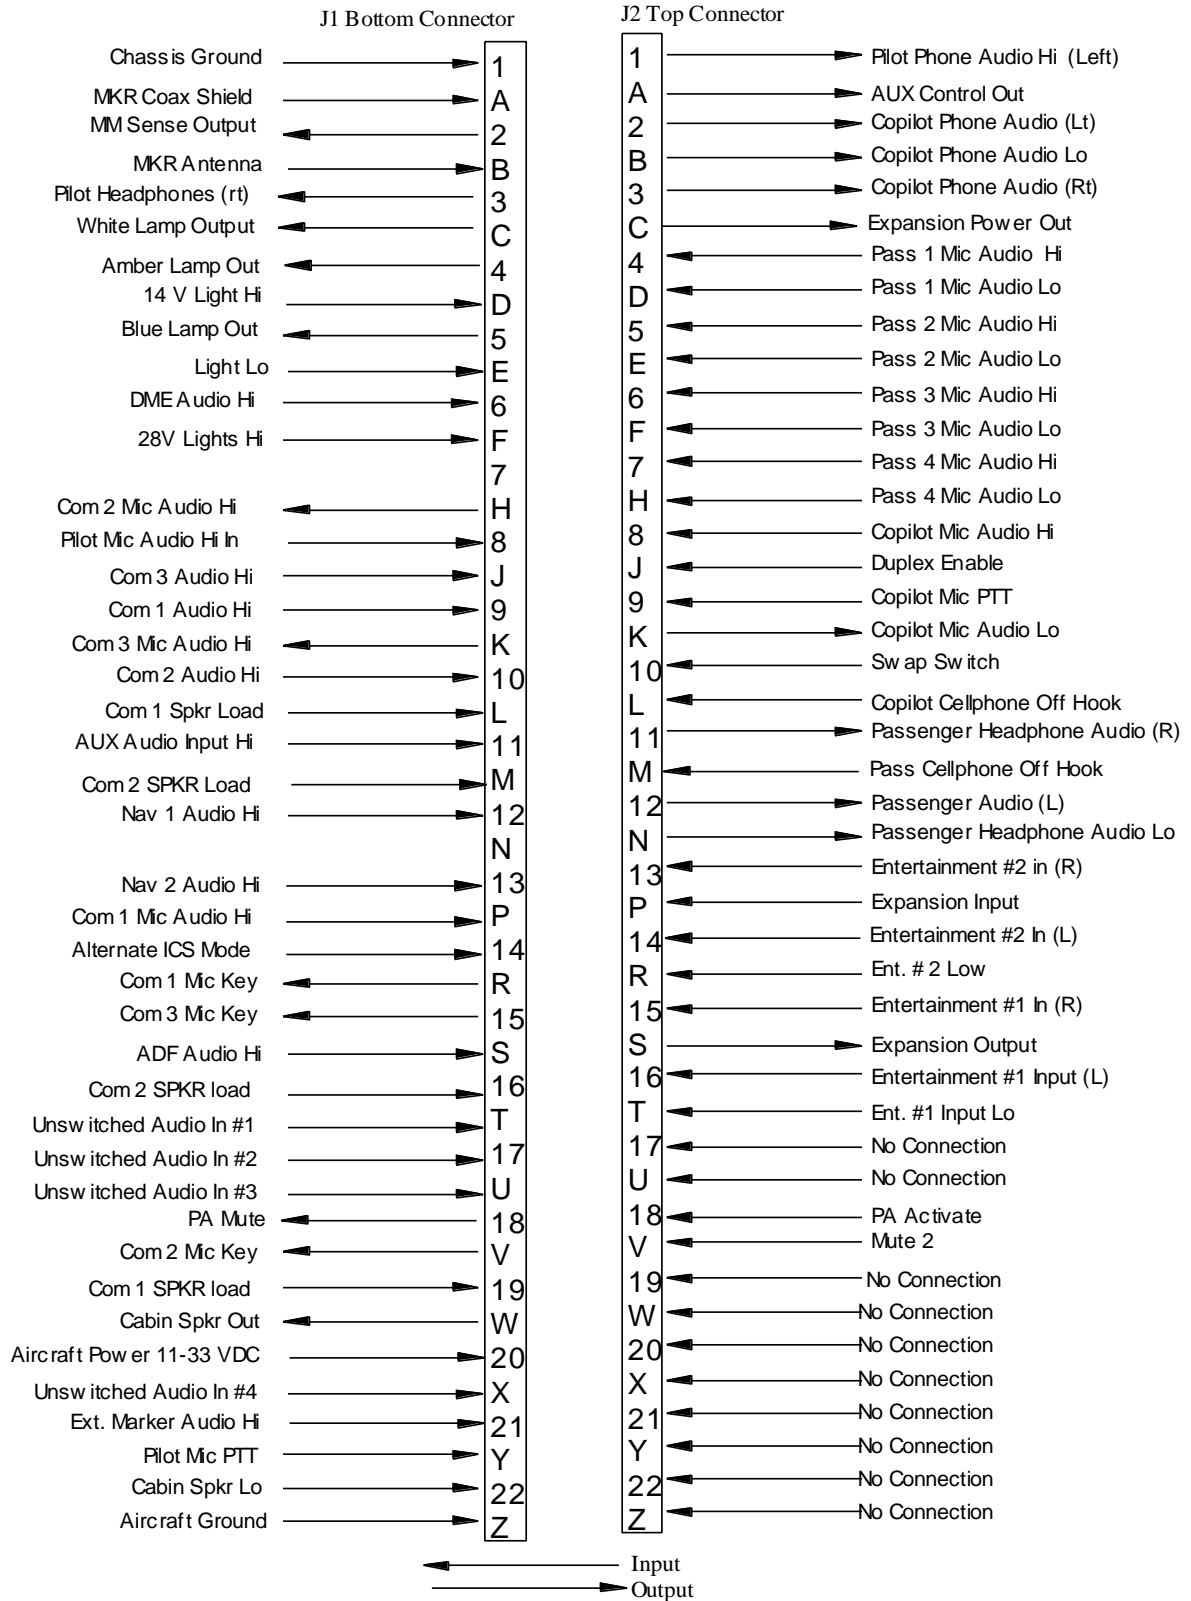 J1 Bottom Connector
Chassis Ground 1
MKR Coax Shield A
MM Sense Output 2
MKR Antenna B
Pilot Headphones (rt) 3
White Lamp Output C
Amber Lamp Out 4
14 V Light Hi D
Blue Lamp Out 5
Light Lo E
DME Audio Hi 6
28V Lights Hi F
7
Com 2 Mic Audio Hi H
Pilot Mic Audio Hi In 8
Com 3 Audio Hi J
Com 1 Audio Hi 9
Com 3 Mic Audio Hi K
Com 2 Audio Hi 10
Com 1 Spkr Load L
AUX Audio Input Hi 11
Com 2 SPKR Load M
Nav 1 Audio Hi 12
N
Nav 2 Audio Hi 13
Com 1 Mic Audio Hi P
Alternate ICS Mode 14
Com 1 Mic Key R
Com 3 Mic Key 15
ADF Audio Hi S
Com 2 SPKR load 16
Unswitched Audio In #1 T
Unswitched Audio In #2 17
Unswitched Audio In #3 U
PA Mute 18
Com 2 Mic Key V
Com 1 SPKR load 19
Cabin Spkr Out W
Aircraft Power 11-33 VDC 20
Unswitched Audio In #4 X
Ext. Marker Audio Hi 21
Pilot Mic PTT Y
Cabin Spkr Lo 22
Aircraft Ground Z
J2 Top Connector
1 Pilot Phone Audio Hi (Left)
A AUX Control Out
2 Copilot Phone Audio (Lt)
B Copilot Phone Audio Lo
3 Copilot Phone Audio (Rt)
C Expansion Power Out
4 Pass 1 Mic Audio Hi
D Pass 1 Mic Audio Lo
5 Pass 2 Mic Audio Hi
E Pass 2 Mic Audio Lo
6 Pass 3 Mic Audio Hi
F Pass 3 Mic Audio Lo
7 Pass 4 Mic Audio Hi
H Pass 4 Mic Audio Lo
8 Copilot Mic Audio Hi
J Duplex Enable
9 Copilot Mic PTT
K Copilot Mic Audio Lo
10 Swap Switch
L Copilot Cellphone Off Hook
11 Passenger Headphone Audio (R)
M Pass Cellphone Off Hook
12 Passenger Audio (L)
N Passenger Headphone Audio Lo
13 Entertainment #2 in (R)
P Expansion Input
14 Entertainment #2 In (L)
R Ent. # 2 Low
15 Entertainment #1 In (R)
S Expansion Output
16 Entertainment #1 Input (L)
T Ent. #1 Input Lo
17 No Connection
U No Connection
18 PA Activate
V Mute 2
19 No Connection
W No Connection
20 No Connection
X No Connection
21 No Connection
Y No Connection
22 No Connection
Z No Connection
Input
Output